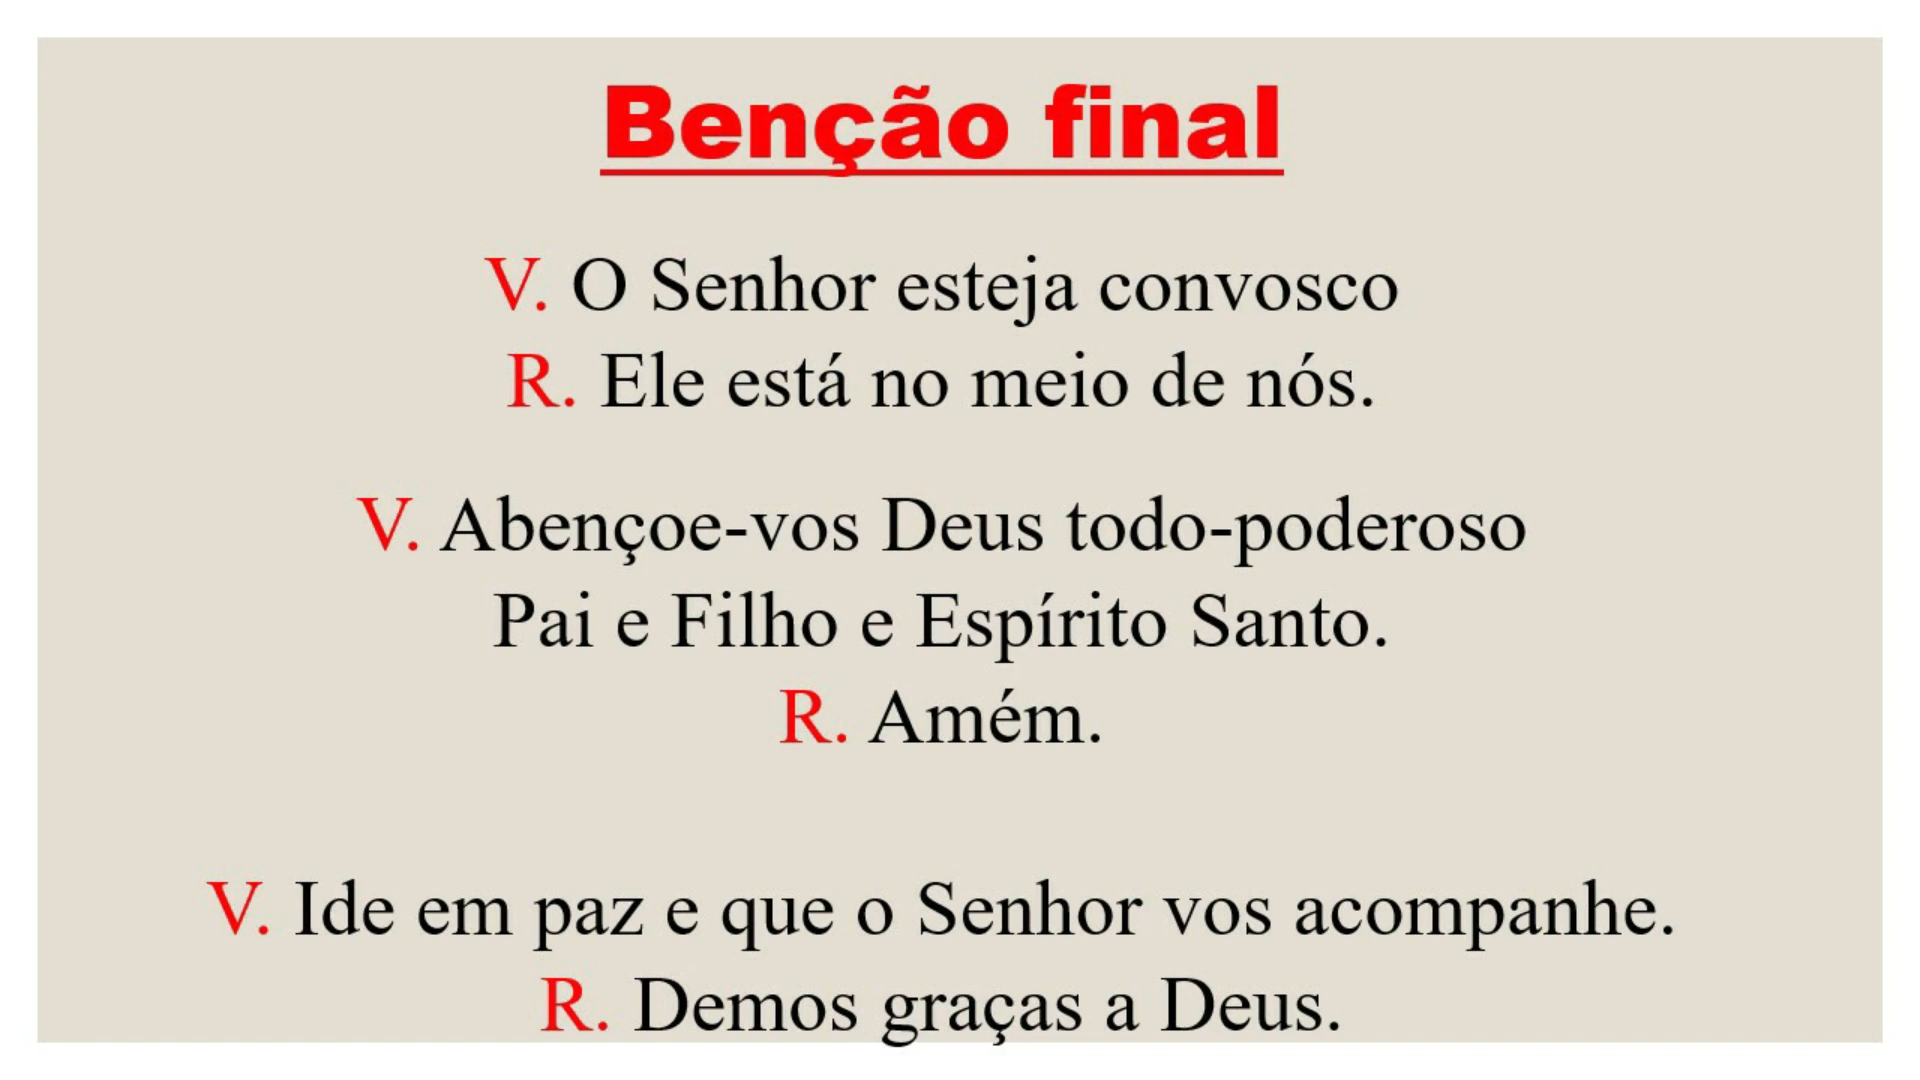 Benção final
V. O Senhor esteja convosco
R. Ele está no meio de nós.
V. Abençoe-vos Deus todo-poderoso
Pai e Filho e Espírito Santo.
R. Amém.
V. Ide em paz e que o Senhor vos acompanhe.
R. Demos graças a Deus.